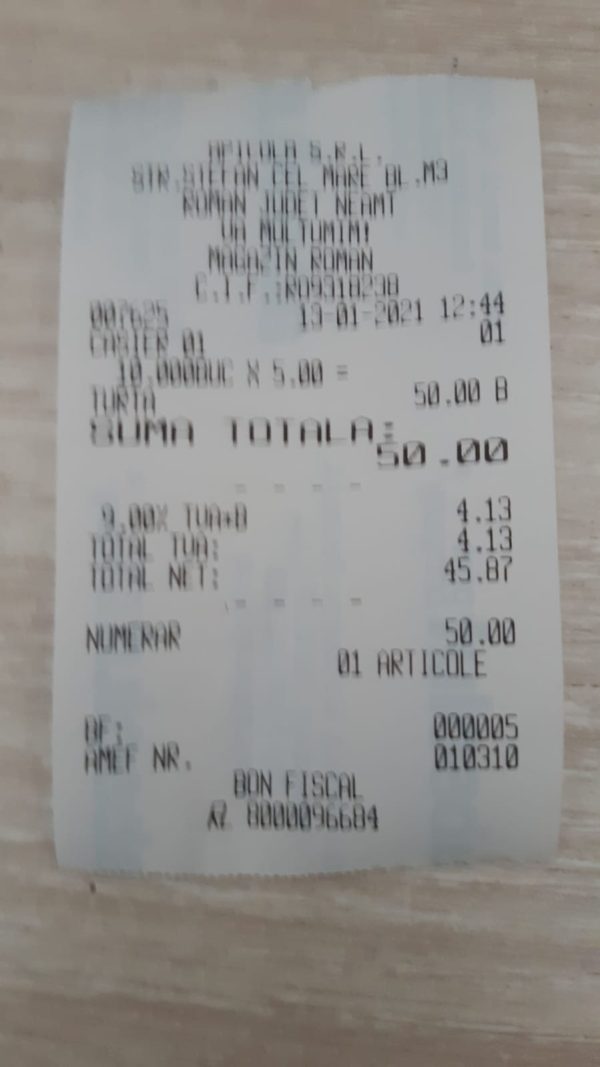 APICOLA S.R.L.
STR.STEFAN CEL MARE BL.M3
ROMAN JUDET NEAMT
VA MULTUMIM!
MAGAZIN ROMAN
C.I.F.:RO9318238
007625 13-01-2021 12:44
CASIER 01 01
10.000BUC X 5.00 =
TURTA 50.00 B
SUMA TOTALA:
50.00
- - - -
9.00% TVA*B 4.13
TOTAL TVA: 4.13
TOTAL NET: 45.87
- - - -
NUMERAR 50.00
01 ARTICOLE
BF: 000005
AMEF NR. 010310
BON FISCAL
8000096684